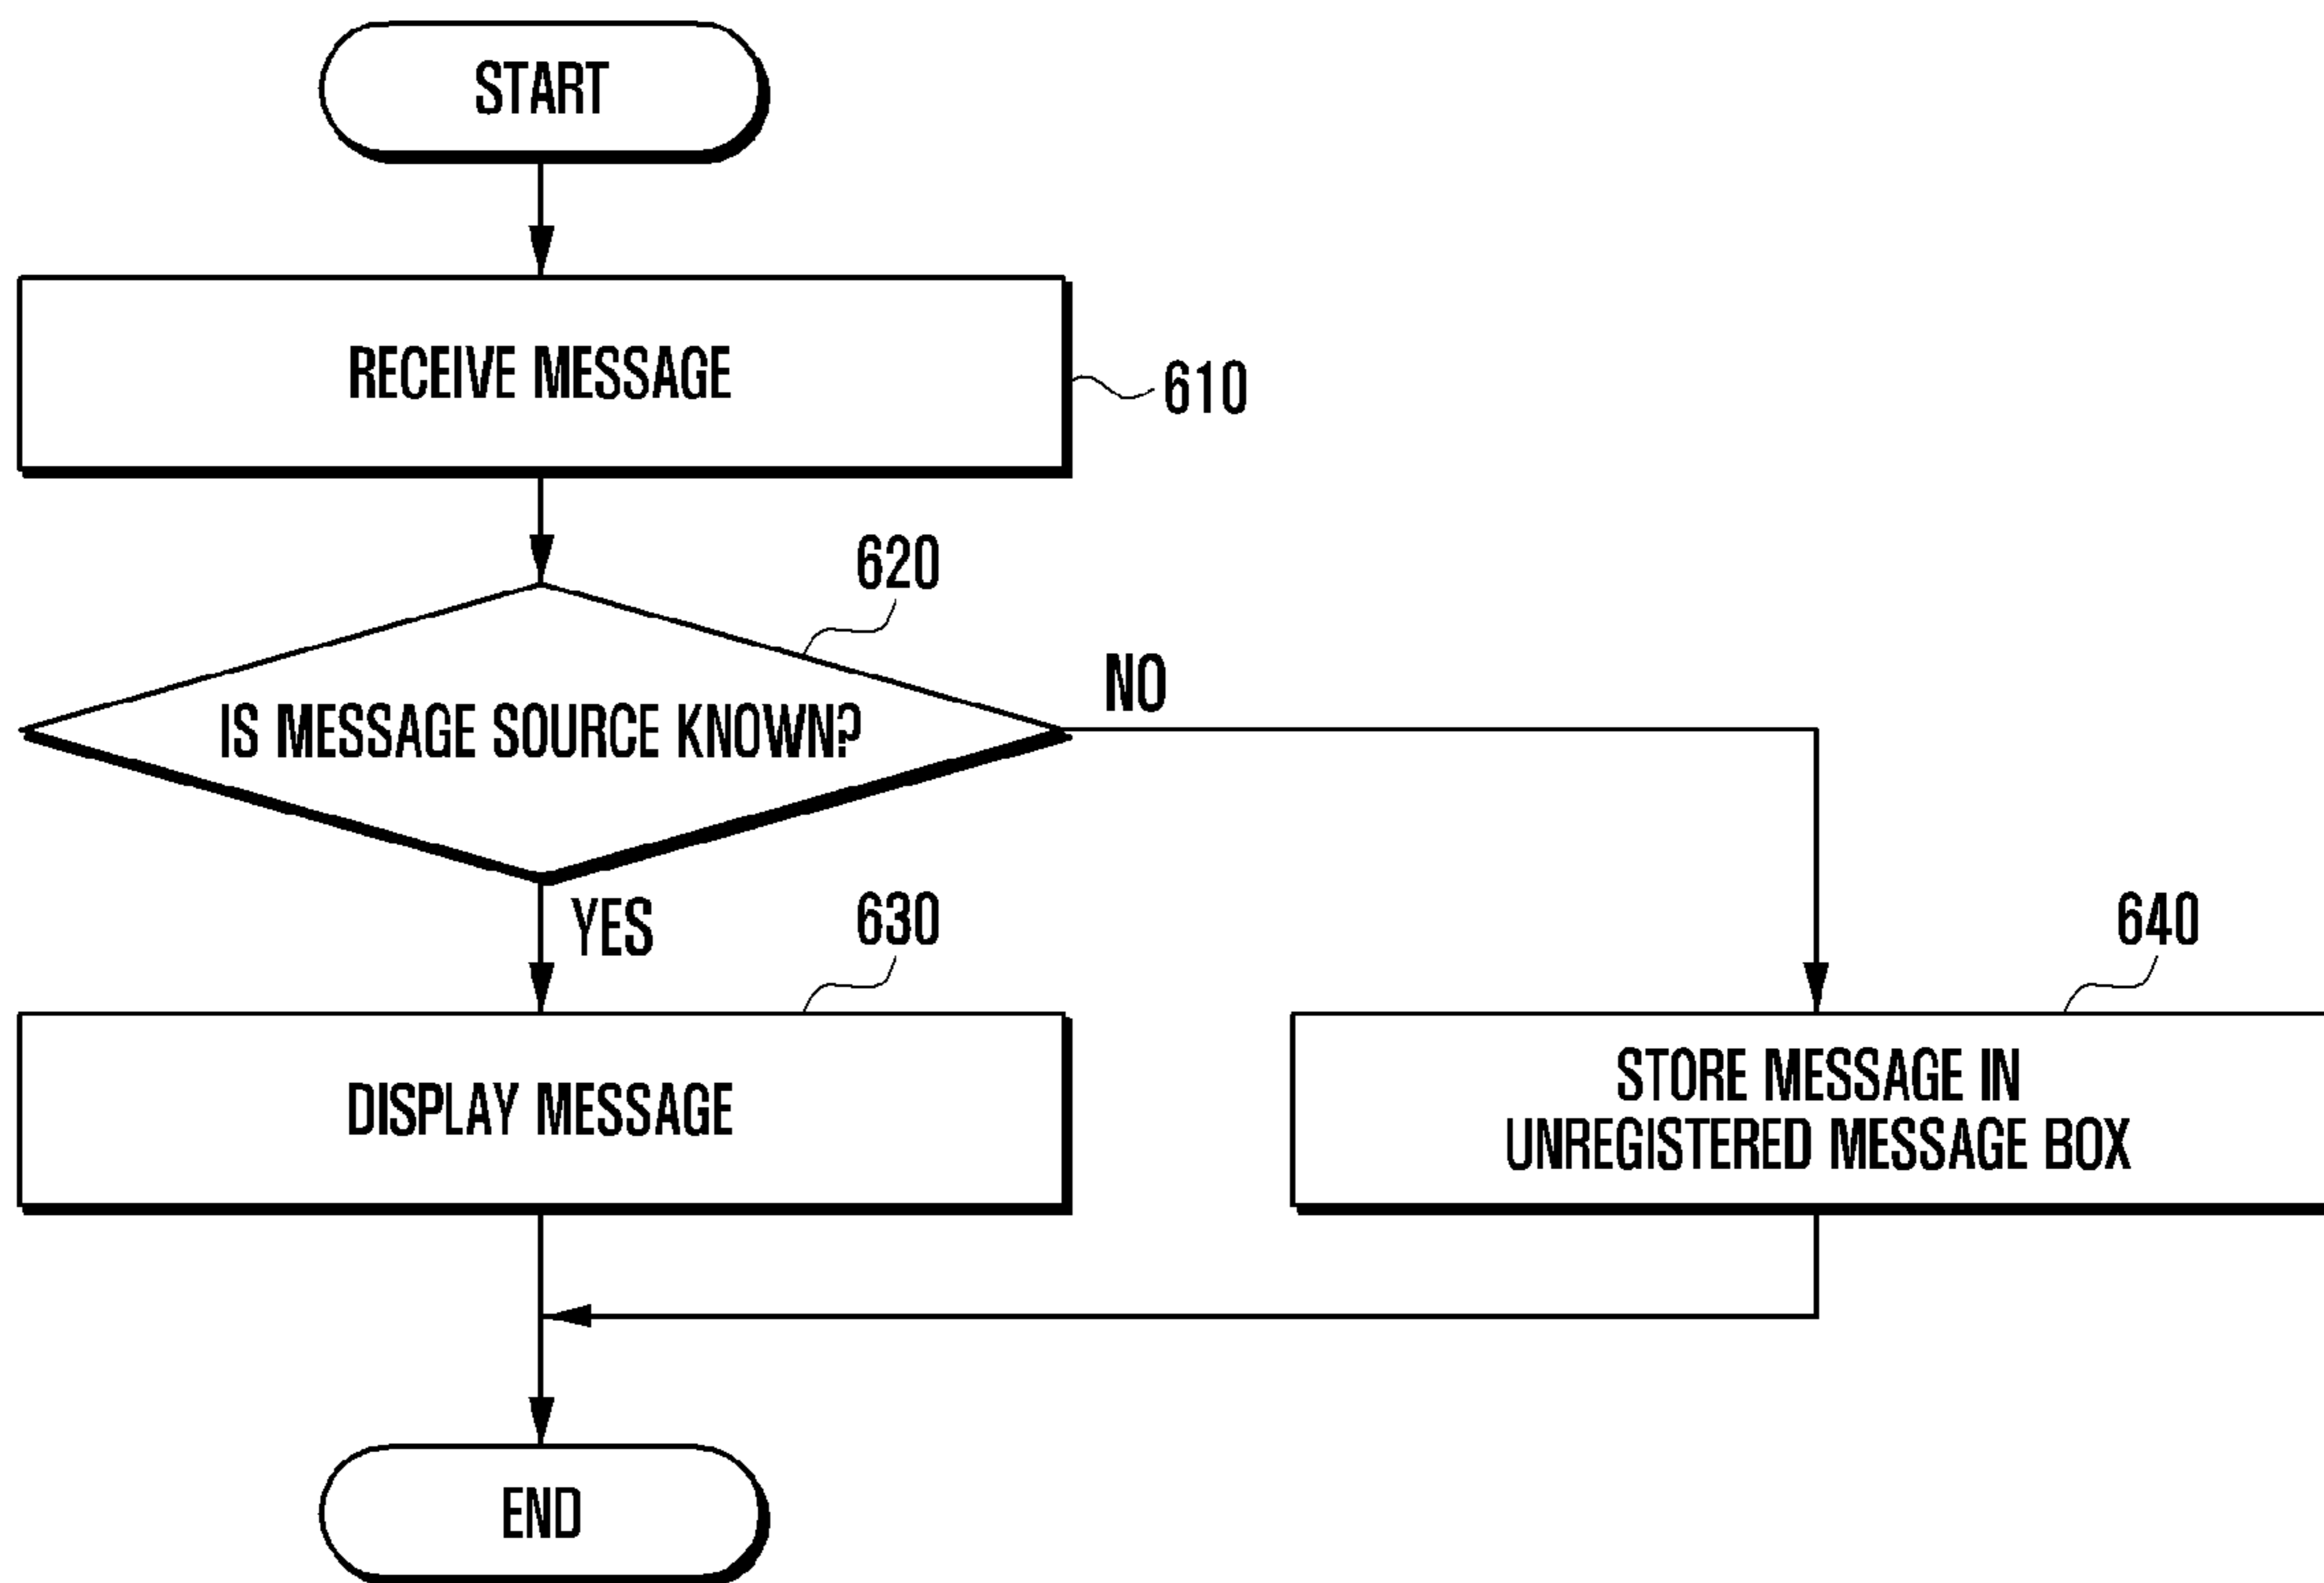 START
RECEIVE MESSAGE
610
620
IS MESSAGE SOURCE KNOWN?
NO
YES
630
640
DISPLAY MESSAGE
STORE MESSAGE IN
UNREGISTERED MESSAGE BOX
END